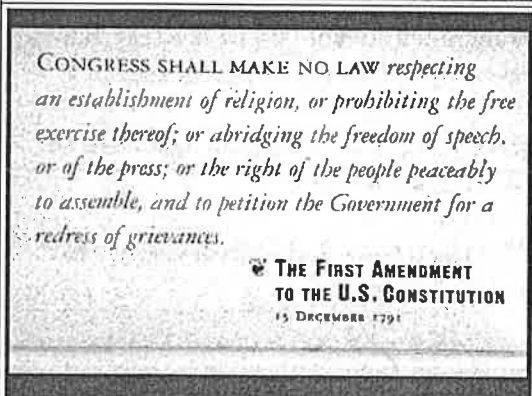 CONGRESS SHALL MAKE NO LAW respecting
an establishment of religion, or prohibiting the free
exercise thereof; or abridging the freedom of speech,
or of the press; or the right of the people peaceably
to assemble, and to petition the Government for a
redress of grievances.
THE FIRST AMENDMENT
TO THE U.S. CONSTITUTION
15 DECEMBER 1791